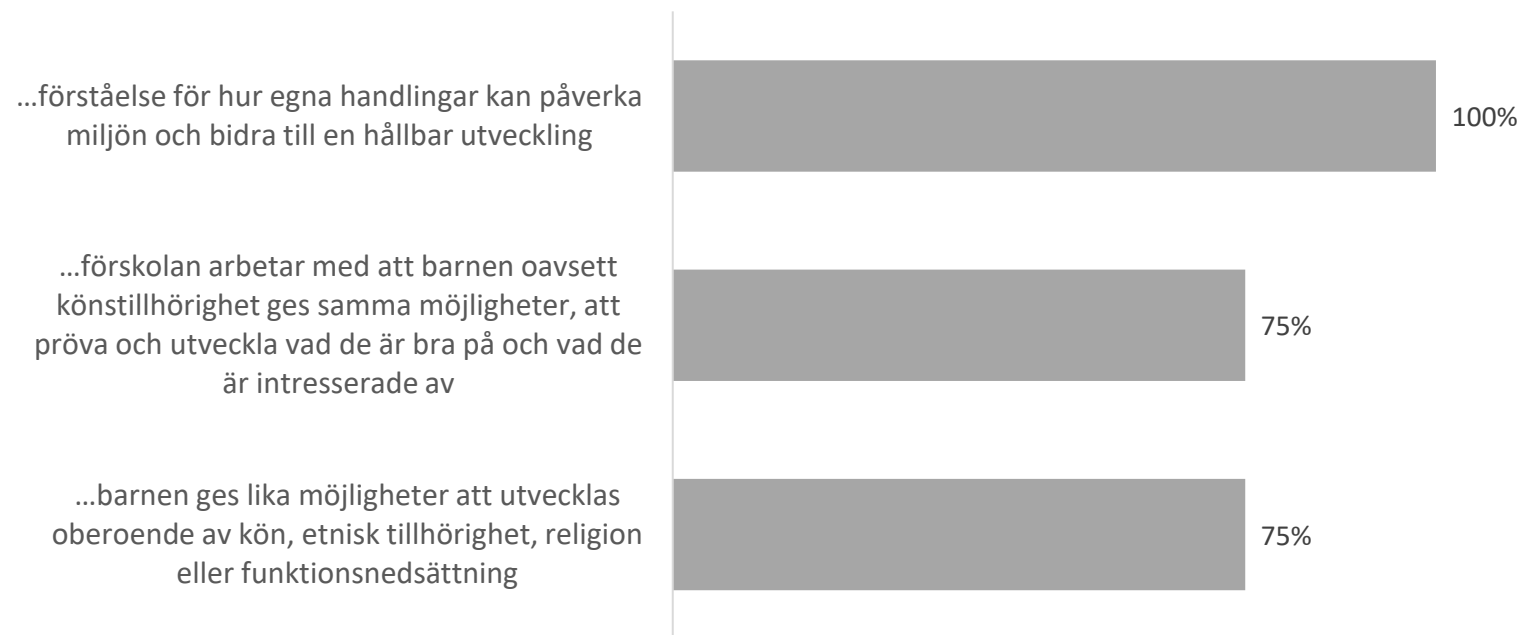 ...förståelse för hur egna handlingar kan påverka
miljön och bidra till en hållbar utveckling
100%
...förskolan arbetar med att barnen oavsett
könstillhörighet ges samma möjligheter, att
pröva och utveckla vad de är bra på och vad de
är intresserade av
75%
...barnen ges lika möjligheter att utvecklas
oberoende av kön, etnisk tillhörighet, religion
eller funktionsnedsättning
75%